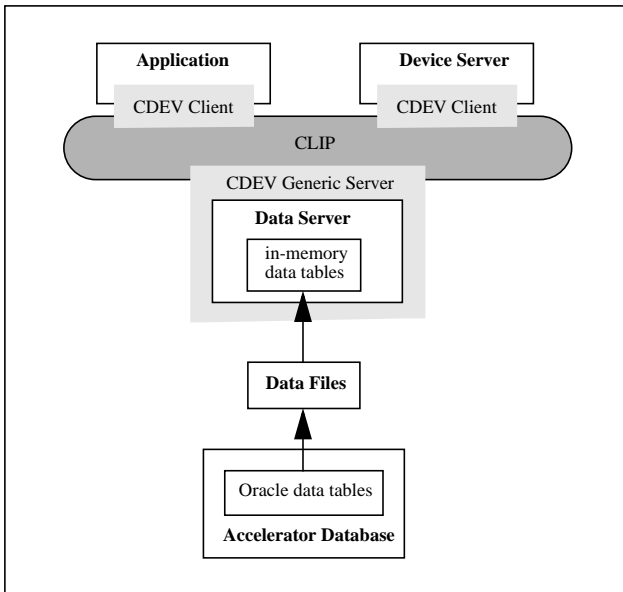 Application
Device Server
CDEV Client
CDEV Client
CLIP
CDEV Generic Server
Data Server
in-memory
data tables
Data Files
Oracle data tables
Accelerator Database